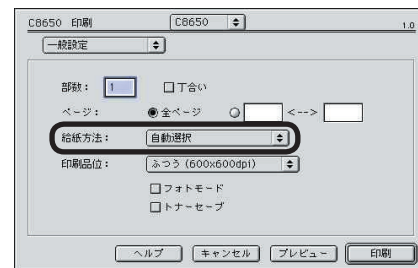 C8650 印刷 C8650 1.0
一般設定
部数： 1 丁合い
ページ： 全ページ <-->
給紙方法： 自動選択
印刷品位： ふつう (600x600dpi)
フォトモード
トナーセーブ
ヘルプ キャンセル プレビュー 印刷